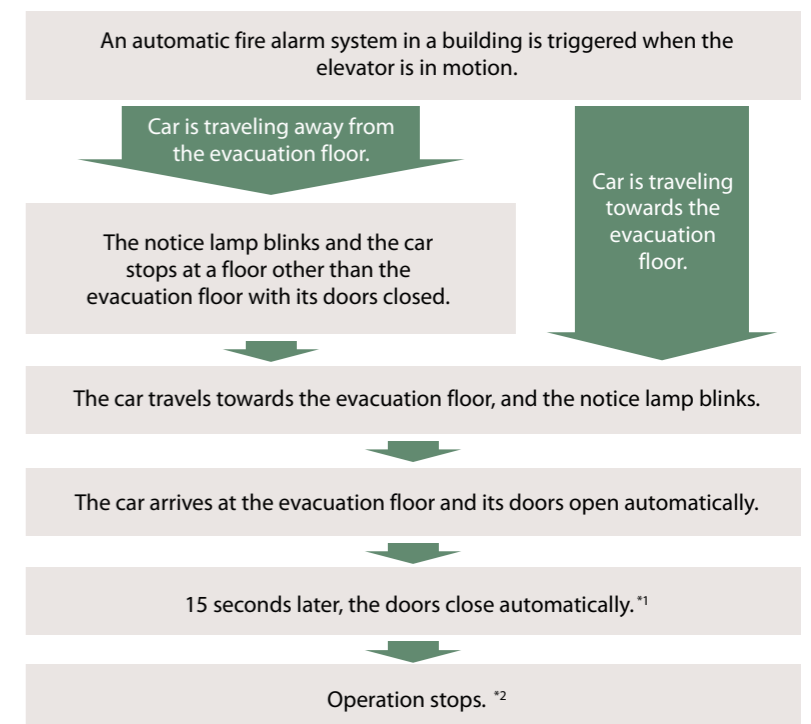 An automatic fire alarm system in a building is triggered when the
elevator is in motion.
Car is traveling away from
the evacuation floor.
Car is traveling
towards the
evacuation
floor.
The notice lamp blinks and the car
stops at a floor other than the
evacuation floor with its doors closed.
The car travels towards the evacuation floor, and the notice lamp blinks.
The car arrives at the evacuation floor and its doors open automatically.
15 seconds later, the doors close automatically. *1
Operation stops. *2